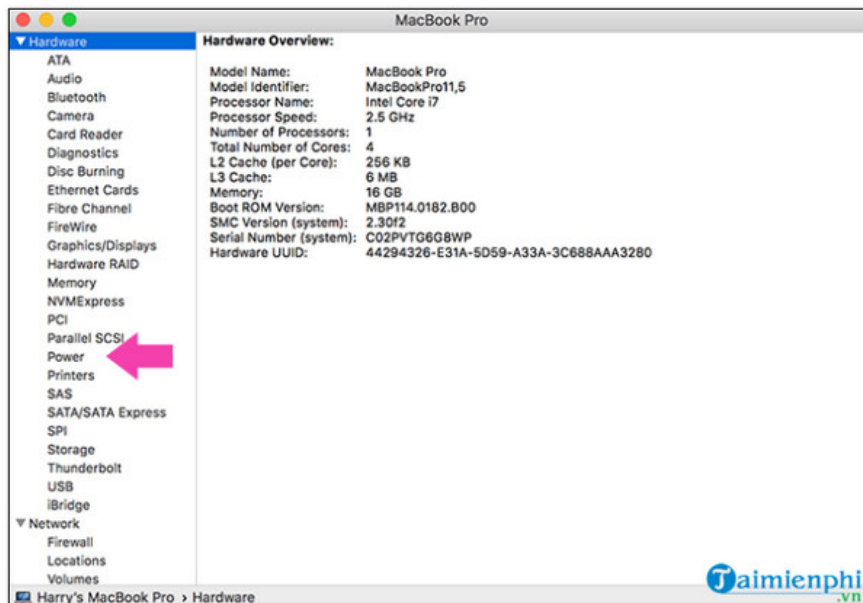 MacBook Pro
Hardware
ATA
Audio
Bluetooth
Camera
Card Reader
Diagnostics
Disc Burning
Ethernet Cards
Fibre Channel
FireWire
Graphics/Displays
Hardware RAID
Memory
NVMExpress
PCI
Parallel SCSI
Power
Printers
SAS
SATA/SATA Express
SPI
Storage
Thunderbolt
USB
iBridge
Network
Firewall
Locations
Volumes
Hardware Overview:
Model Name: MacBook Pro
Model Identifier: MacBookPro11,5
Processor Name: Intel Core i7
Processor Speed: 2.5 GHz
Number of Processors: 1
Total Number of Cores: 4
L2 Cache (per Core): 256 KB
L3 Cache: 6 MB
Memory: 16 GB
Boot ROM Version: MBP114.0182.B00
SMC Version (system): 2.30f2
Serial Number (system): C02PVTG6G8WP
Hardware UUID: 44294326-E31A-5D59-A33A-3C688AAA3280
Harry's MacBook Pro › Hardware
Taimienphi
.vn